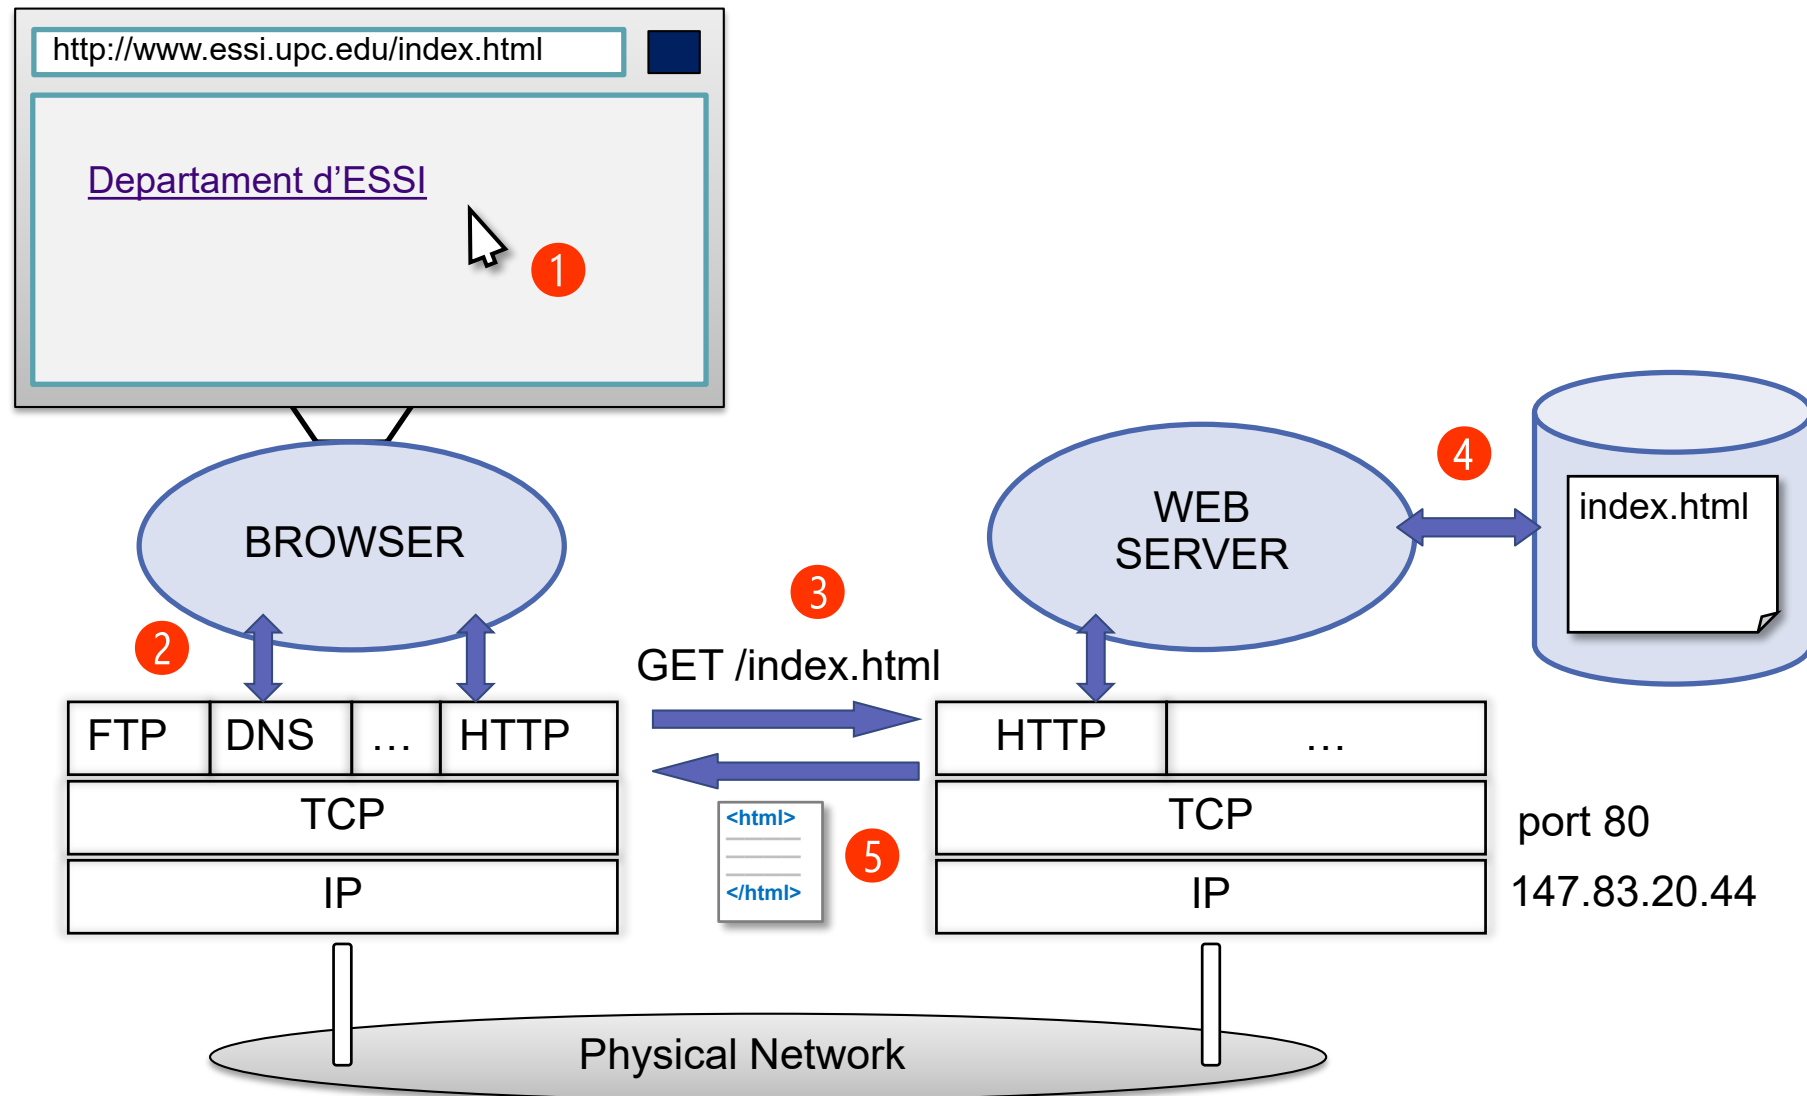 http://www.essi.upc.edu/index.html
Departament d’ESSI
1
BROWSER
2
3
GET /index.html
WEB
SERVER
4
index.html
FTP
DNS
…
HTTP
TCP
IP
<html>
</html>
5
HTTP
…
TCP
IP
port 80
147.83.20.44
Physical Network